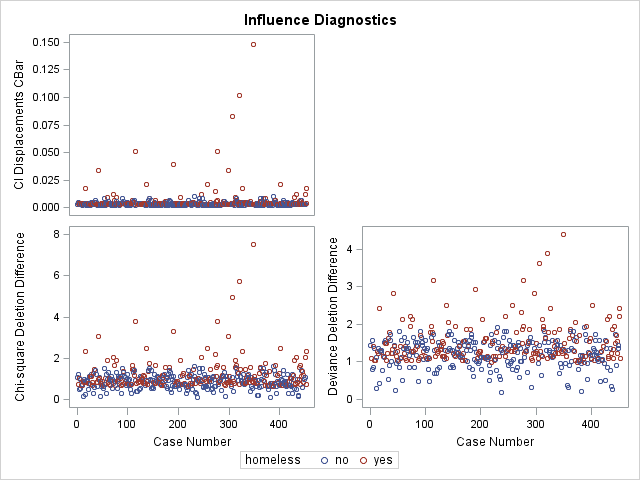 Influence Diagnostics
CI Displacements CBar
0.150
0.125
0.100
0.075
0.050
0.025
0.000
Chi-square Deletion Difference
8
6
4
2
0
0 100 200 300 400
Case Number
Deviance Deletion Difference
4
3
2
1
0
0 100 200 300 400
Case Number
homeless no yes